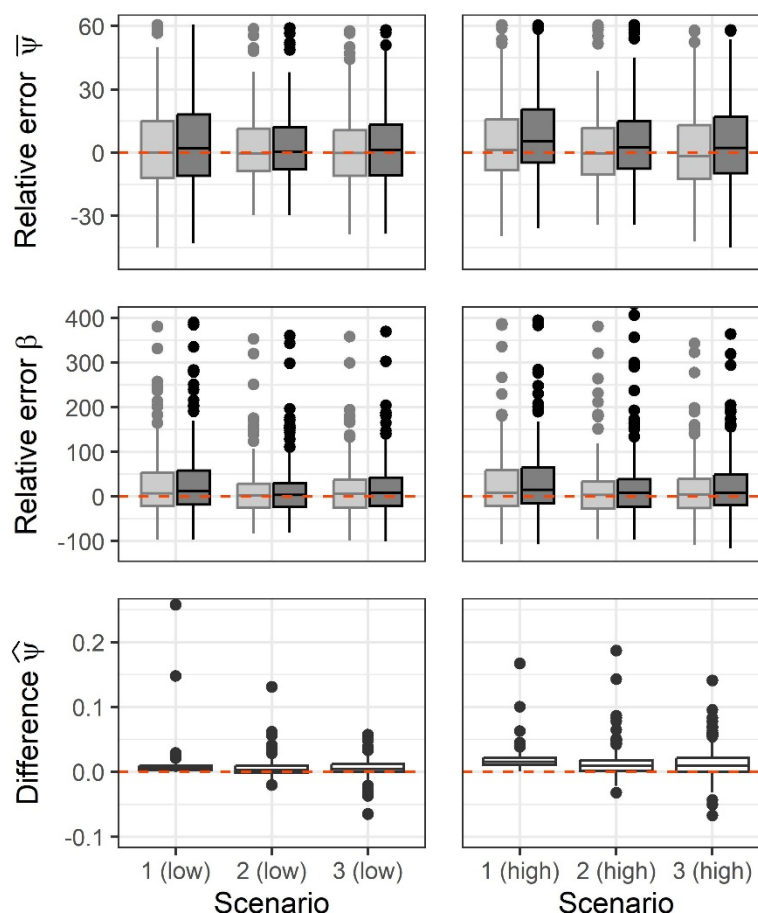 Relative error ψ̅
60
30
0
-30
Relative error β
400
300
200
100
0
-100
Difference ψ̂
0.2
0.1
0.0
-0.1
1 (low) 2 (low) 3 (low)
Scenario
1 (high) 2 (high) 3 (high)
Scenario